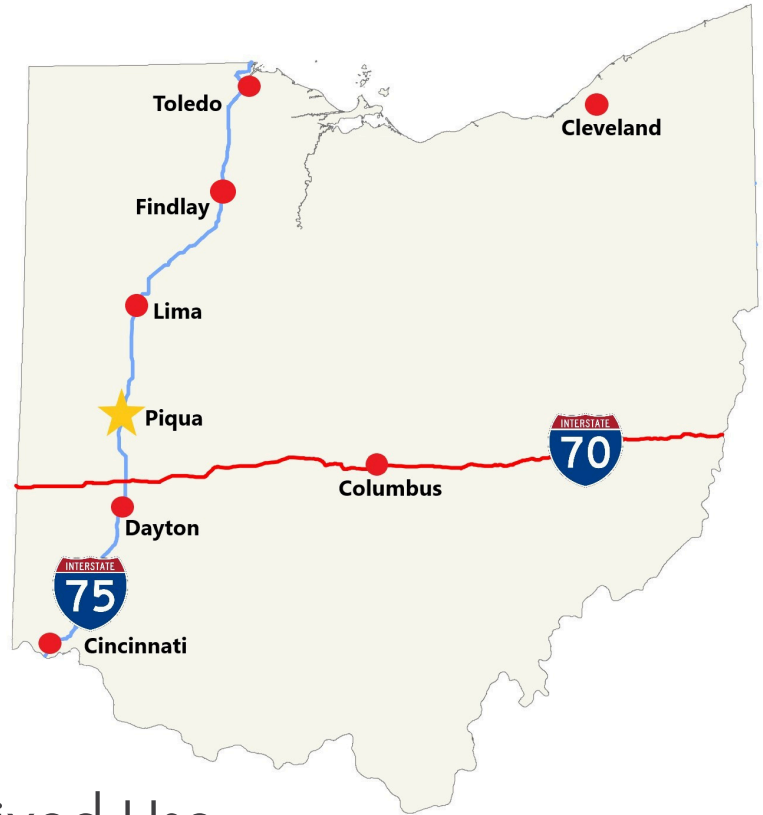 Toledo
Cleveland
Findlay
Lima
Piqua
INTERSTATE
70
Columbus
Dayton
INTERSTATE
75
Cincinnati